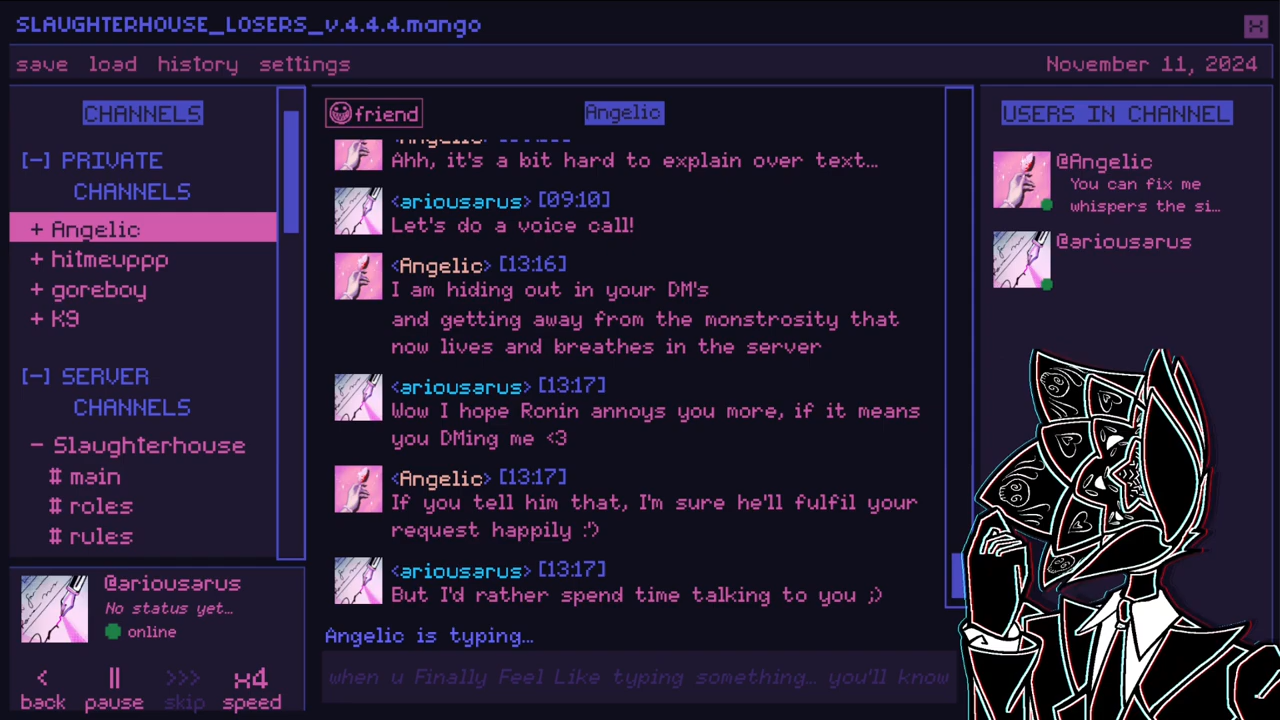 SLAUGHTERHOUSE_LOSERS_v.4.4.4.mango
x
save load history settings
November 11, 2024
CHANNELS
[-] PRIVATE
CHANNELS
+ Angelic
+ hitmeuppp
+ goreboy
+ K9
[-] SERVER
CHANNELS
- Slaughterhouse
# main
# roles
# rules
@ariousarus
No status yet...
online
< || >>> x4
back pause skip speed
friend
Angelic
Ahh, it's a bit hard to explain over text...
<ariousarus> [09:10]
Let's do a voice call!
<Angelic> [13:16]
I am hiding out in your DM's
and getting away from the monstrosity that
now lives and breathes in the server
<ariousarus> [13:17]
Wow I hope Ronin annoys you more, if it means
you DMing me <3
<Angelic> [13:17]
If you tell him that, I'm sure he'll fulfil your
request happily :')
<ariousarus> [13:17]
But I'd rather spend time talking to you ;)
Angelic is typing...
when u Finally Feel Like typing something... you'll know
USERS IN CHANNEL
@Angelic
You can fix me
whispers the si...
@ariousarus